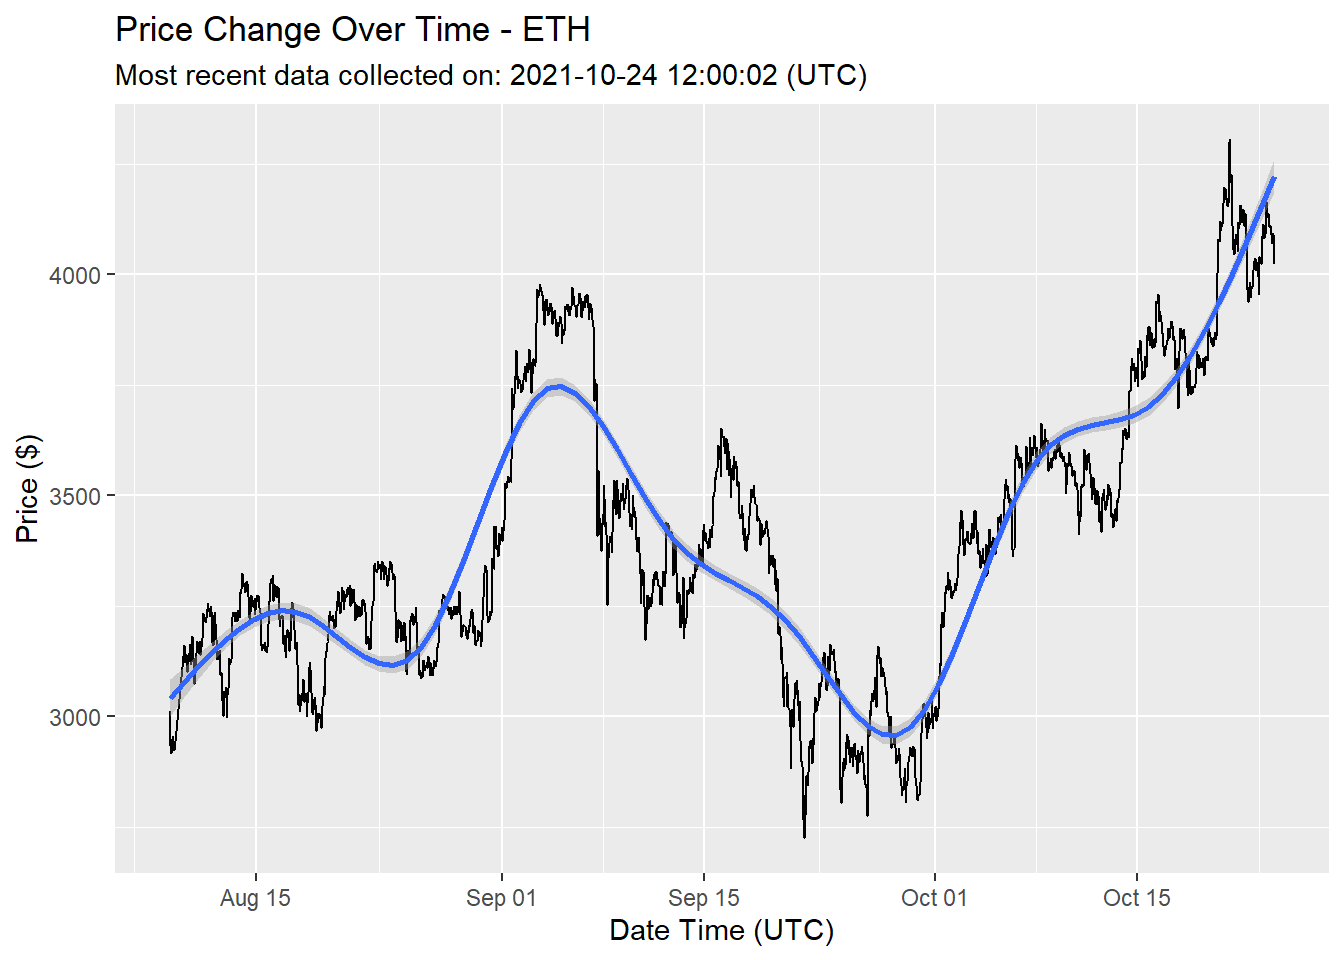 Price Change Over Time - ETH
Most recent data collected on: 2021-10-24 12:00:02 (UTC)
Price ($)
4000
3500
3000
Aug 15
Sep 01
Sep 15
Oct 01
Oct 15
Date Time (UTC)